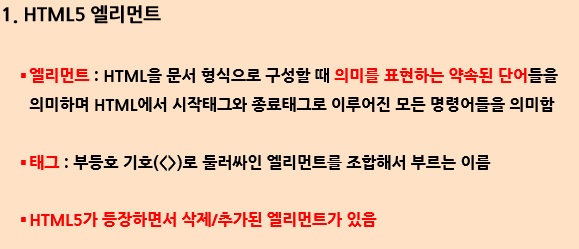 1. HTML5 엘리먼트
▪ 엘리먼트 : HTML을 문서 형식으로 구성할 때 의미를 표현하는 약속된 단어들을
의미하며 HTML에서 시작태그와 종료태그로 이루어진 모든 명령어들을 의미함
▪ 태그 : 부등호 기호(<>)로 둘러싸인 엘리먼트를 조합해서 부르는 이름
▪ HTML5가 등장하면서 삭제/추가된 엘리먼트가 있음